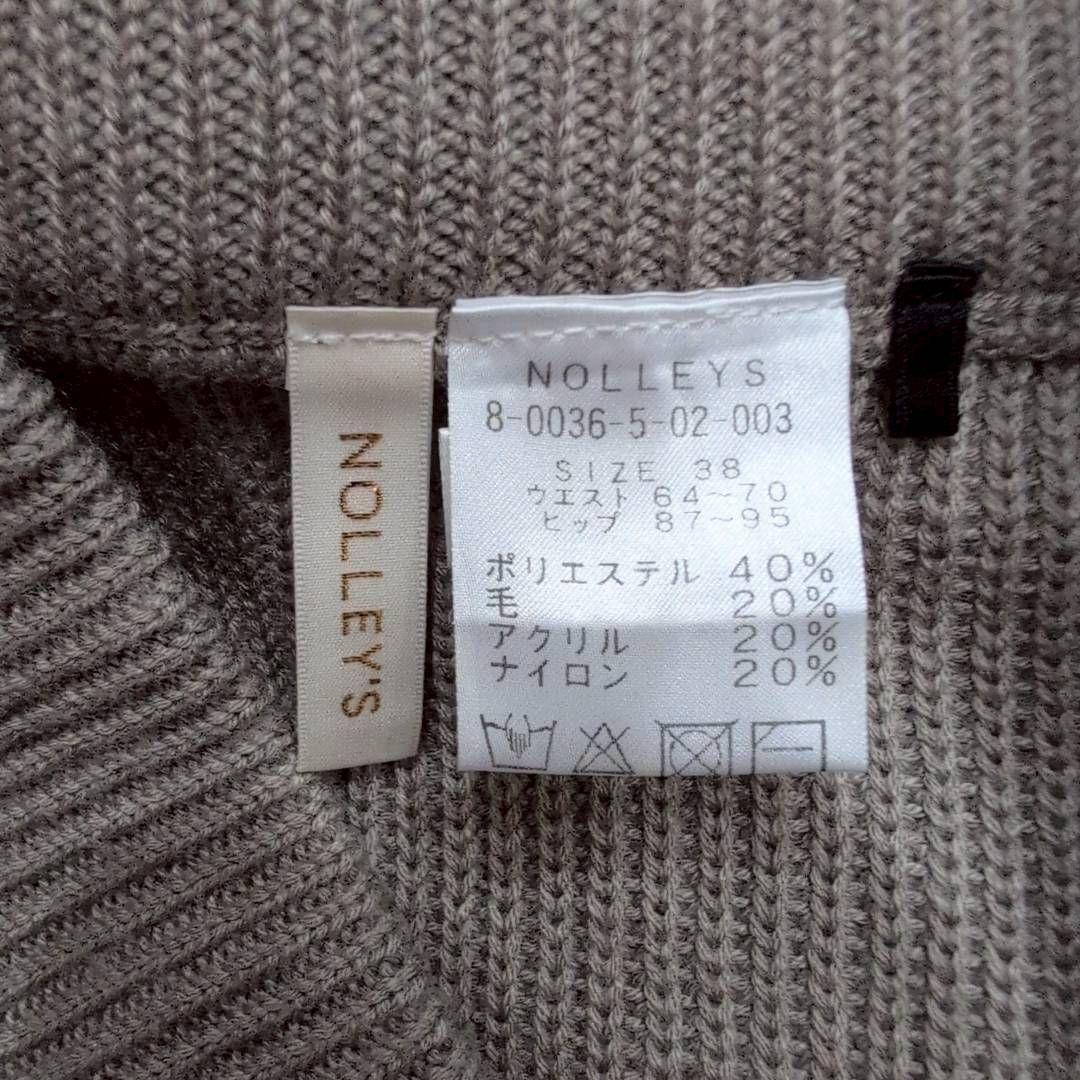 NOLLEY'S
NOLLEYS
8-0036-5-02-003
SIZE 38
ウエスト 64~70
ヒップ 87~95
ポリエステル 40%
毛 20%
アクリル 20%
ナイロン 20%